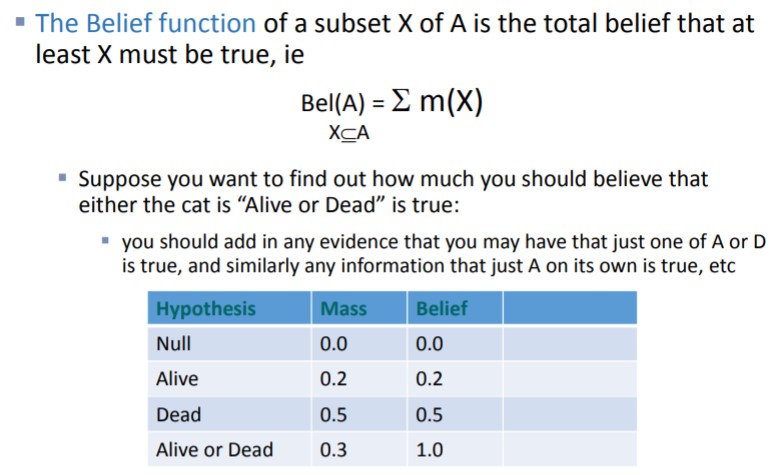 ▪ The Belief function of a subset X of A is the total belief that at
least X must be true, ie
Bel(A) = Σ m(X)
X⊆A
▪ Suppose you want to find out how much you should believe that
either the cat is “Alive or Dead” is true:
▪ you should add in any evidence that you may have that just one of A or D
is true, and similarly any information that just A on its own is true, etc
Hypothesis Mass Belief
Null 0.0 0.0
Alive 0.2 0.2
Dead 0.5 0.5
Alive or Dead 0.3 1.0